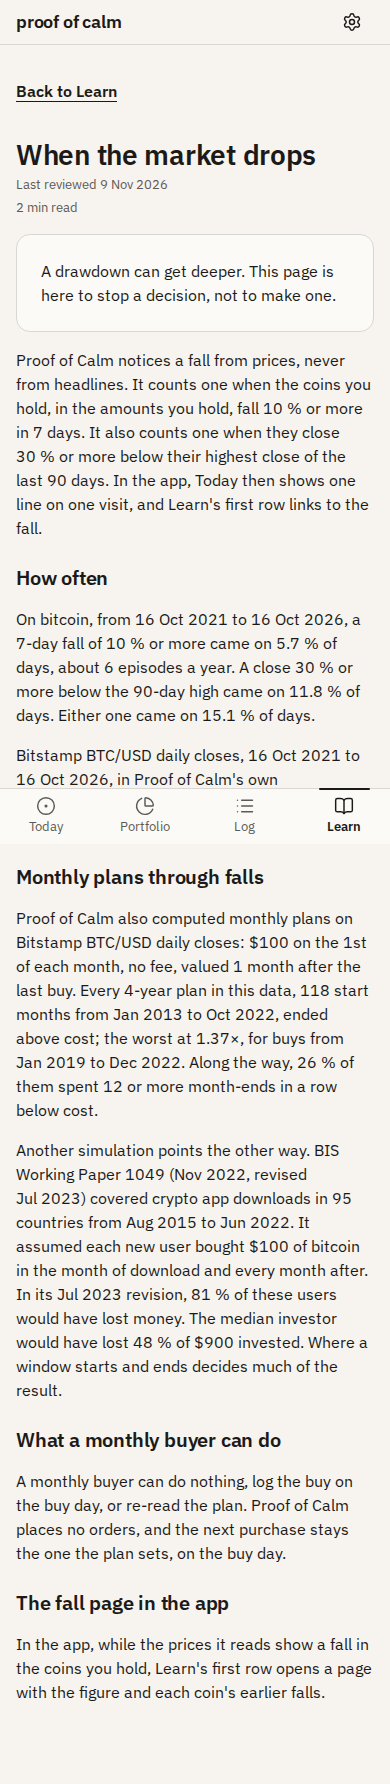 proof of calm
Back to Learn
When the market drops
Last reviewed 9 Nov 2026
2 min read
A drawdown can get deeper. This page is
here to stop a decision, not to make one.
Proof of Calm notices a fall from prices, never
from headlines. It counts one when the coins you
hold, in the amounts you hold, fall 10 % or more
in 7 days. It also counts one when they close
30 % or more below their highest close of the
last 90 days. In the app, Today then shows one
line on one visit, and Learn's first row links to the
fall.
How often
On bitcoin, from 16 Oct 2021 to 16 Oct 2026, a
7-day fall of 10 % or more came on 5.7 % of
days, about 6 episodes a year. A close 30 % or
more below the 90-day high came on 11.8 % of
days. Either one came on 15.1 % of days.
Bitstamp BTC/USD daily closes, 16 Oct 2021 to
16 Oct 2026, in Proof of Calm's own
Today
Portfolio
Log
Learn
Monthly plans through falls
Proof of Calm also computed monthly plans on
Bitstamp BTC/USD daily closes: $100 on the 1st
of each month, no fee, valued 1 month after the
last buy. Every 4-year plan in this data, 118 start
months from Jan 2013 to Oct 2022, ended
above cost; the worst at 1.37×, for buys from
Jan 2019 to Dec 2022. Along the way, 26 % of
them spent 12 or more month-ends in a row
below cost.
Another simulation points the other way. BIS
Working Paper 1049 (Nov 2022, revised
Jul 2023) covered crypto app downloads in 95
countries from Aug 2015 to Jun 2022. It
assumed each new user bought $100 of bitcoin
in the month of download and every month after.
In its Jul 2023 revision, 81 % of these users
would have lost money. The median investor
would have lost 48 % of $900 invested. Where a
window starts and ends decides much of the
result.
What a monthly buyer can do
A monthly buyer can do nothing, log the buy on
the buy day, or re-read the plan. Proof of Calm
places no orders, and the next purchase stays
the one the plan sets, on the buy day.
The fall page in the app
In the app, while the prices it reads show a fall in
the coins you hold, Learn's first row opens a page
with the figure and each coin's earlier falls.